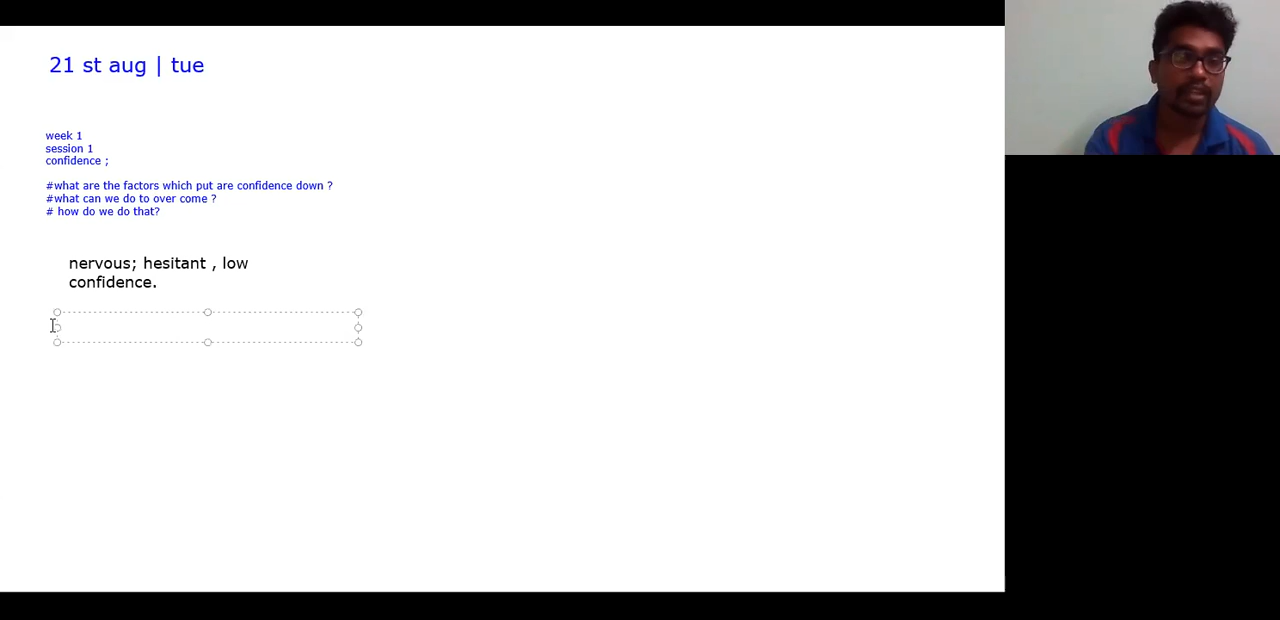 21 st aug | tue
week 1
session 1
confidence ;
#what are the factors which put are confidence down ?
#what can we do to over come ?
# how do we do that?
nervous; hesitant , low
confidence.